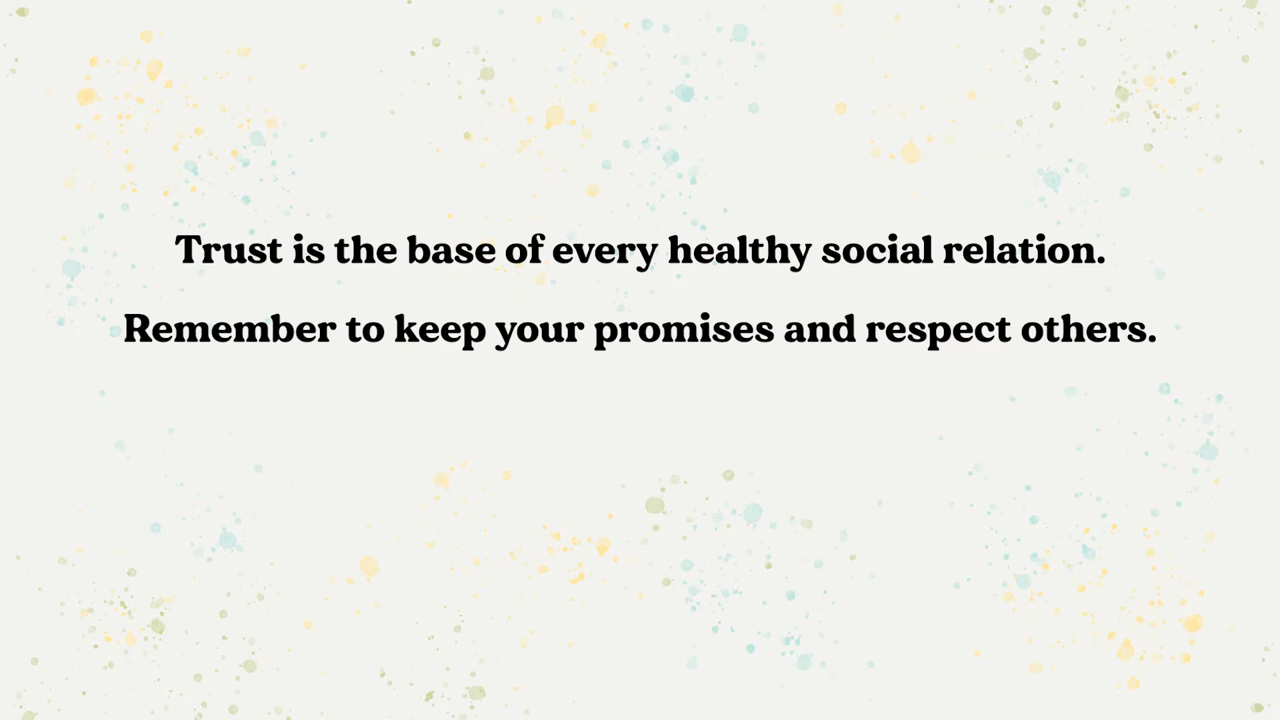 Trust is the base of every healthy social relation.
Remember to keep your promises and respect others.